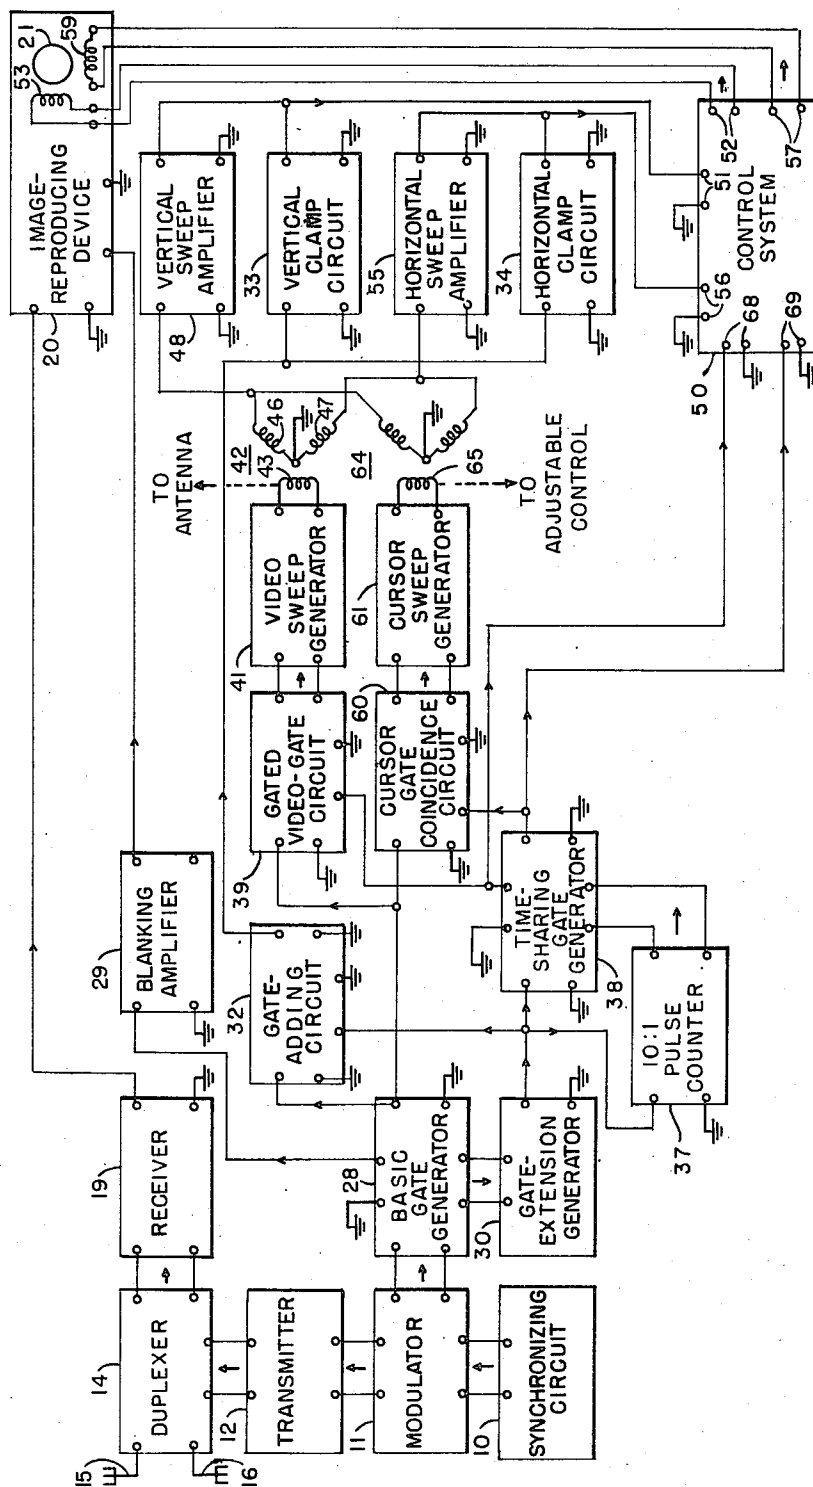 15
16
14
DUPLEXER
12
TRANSMITTER
11
MODULATOR
10
SYNCHRONIZING
CIRCUIT
19
RECEIVER
28
BASIC
GATE
GENERATOR
30
GATE-
EXTENSION
GENERATOR
29
BLANKING
AMPLIFIER
32
GATE-
ADDING
CIRCUIT
37
10:1
PULSE
COUNTER
38
TIME-
SHARING
GATE
GENERATOR
39
GATED
VIDEO-GATE
CIRCUIT
60
CURSOR
GATE
COINCIDENCE
CIRCUIT
41
VIDEO
SWEEP
GENERATOR
61
CURSOR
SWEEP
GENERATOR
TO
ANTENNA
42
43
46
47
64
65
TO
ADJUSTABLE
CONTROL
20
IMAGE-
REPRODUCING
DEVICE
53
21
59
48
VERTICAL
SWEEP
AMPLIFIER
33
VERTICAL
CLAMP
CIRCUIT
55
HORIZONTAL
SWEEP
AMPLIFIER
34
HORIZONTAL
CLAMP
CIRCUIT
50
CONTROL
SYSTEM
68
69
56
51
52
57